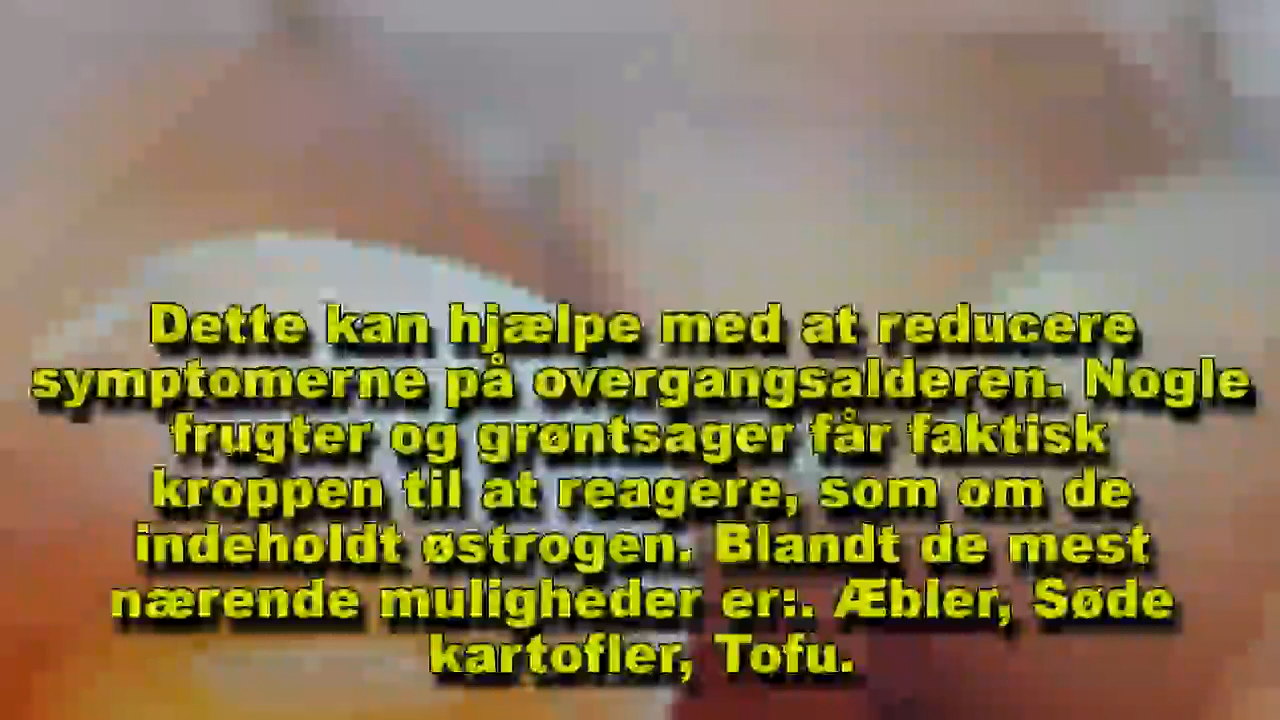 Dette kan hjælpe med at reducere
symptomerne på overgangsalderen. Nogle
frugter og grøntsager får faktisk
kroppen til at reagere, som om de
indeholdt østrogen. Blandt de mest
nærende muligheder er:. Æbler, Søde
kartofler, Tofu.